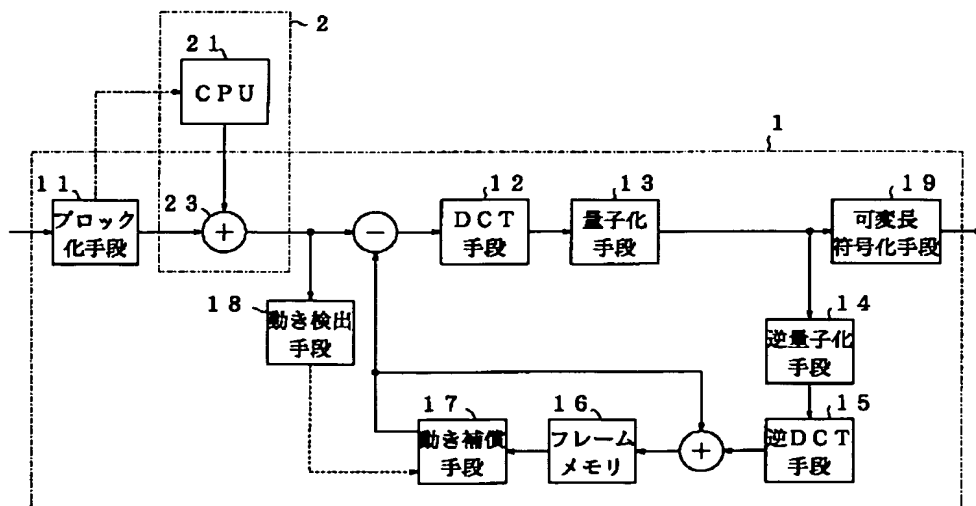 2
21
CPU
1
11
ブロック
化手段
23
+
−
12
DCT
手段
13
量子化
手段
19
可変長
符号化手段
18
動き検出
手段
14
逆量子化
手段
17
動き補償
手段
16
フレーム
メモリ
+
15
逆DCT
手段